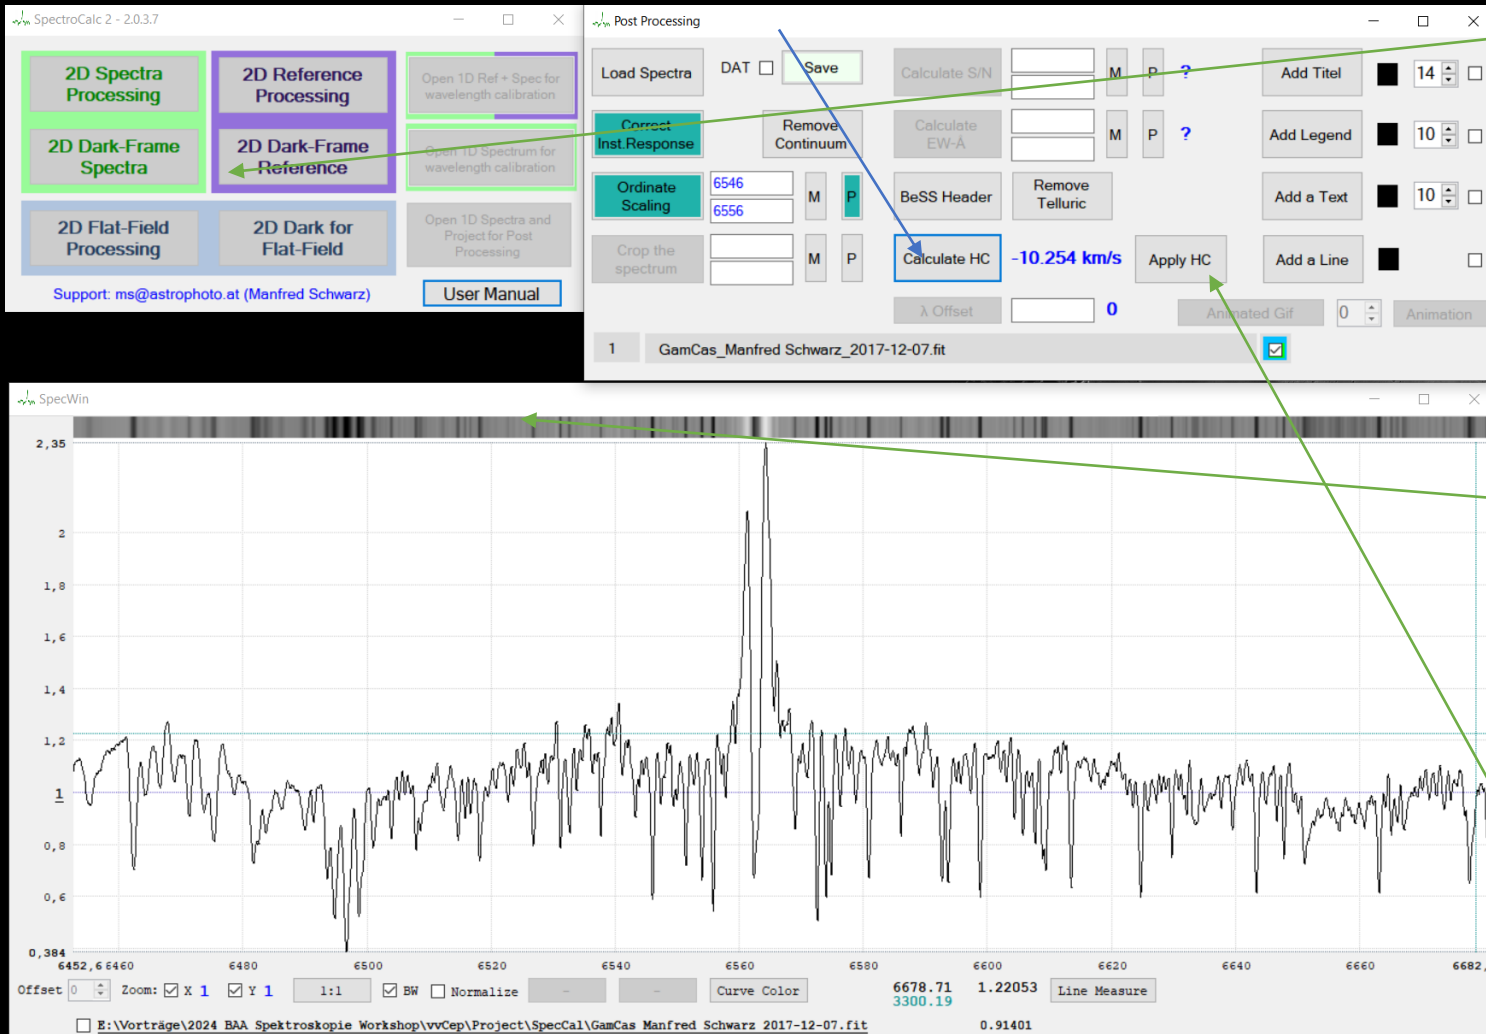 SpectroCalc 2 - 2.0.3.7
2D Spectra
Processing
2D Reference
Processing
Open 1D Ref + Spec for
wavelength calibration
2D Dark-Frame
Spectra
2D Dark-Frame
Reference
Open 1D Spectrum for
wavelength calibration
2D Flat-Field
Processing
2D Dark for
Flat-Field
Open 1D Spectra and
Project for Post
Processing
Support: ms@astrophoto.at (Manfred Schwarz)
User Manual
Post Processing
Load Spectra
DAT
Save
Calculate S/N
M
P
?
Add Titel
14
Correct
Inst.Response
Remove
Continuum
Calculate
EW-Å
M
P
?
Add Legend
10
Ordinate
Scaling
6546
6556
M
P
BeSS Header
Remove
Telluric
Add a Text
10
Crop the
spectrum
M
P
Calculate HC
-10.254 km/s
Apply HC
Add a Line
λ Offset
0
Animated Gif
0
Animation
1
GamCas_Manfred Schwarz_2017-12-07.fit
SpecWin
2,35
2
1,8
1,6
1,4
1,2
1
0,8
0,6
0,384
6452,6 6460 6480 6500 6520 6540 6560 6580 6600 6620 6640 6660 6682,
Offset 0 Zoom: X 1 Y 1 1:1 BW Normalize - - Curve Color 6678.71 1.22053 Line Measure
3300.19
E:\Vorträge\2024 BAA Spektroskopie Workshop\vvCep\Project\SpecCal\GamCas Manfred Schwarz 2017-12-07.fit 0.91401